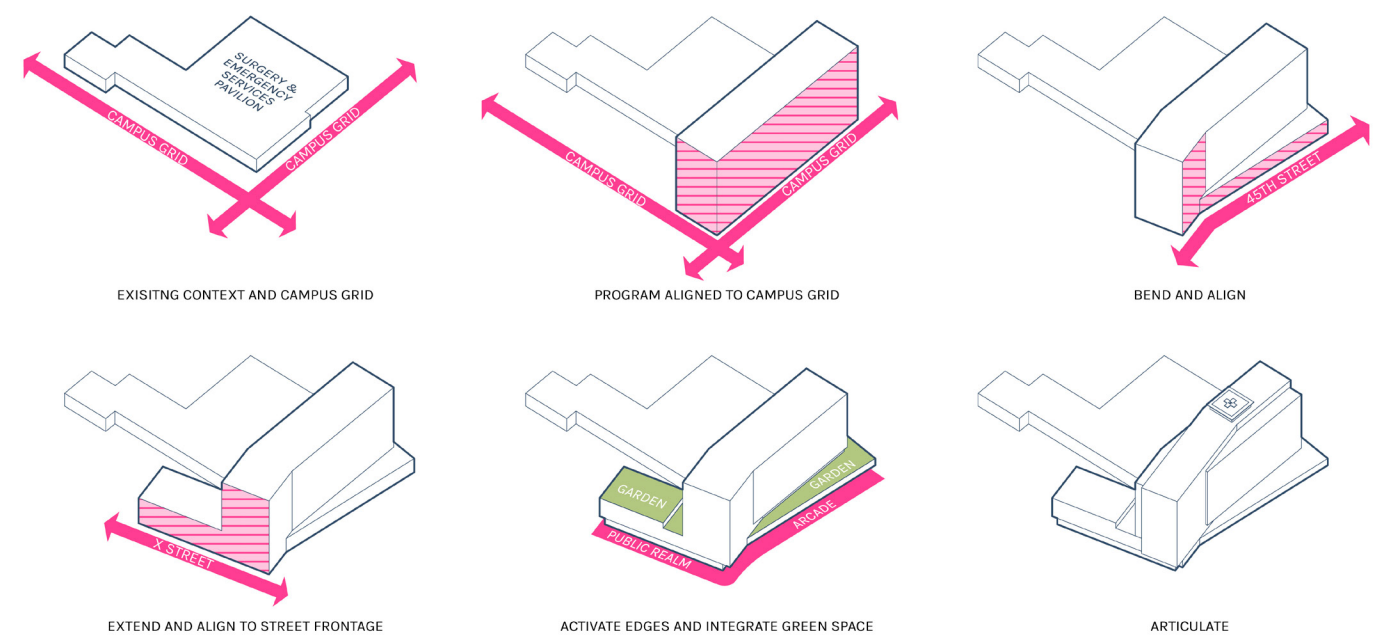 SURGERY &
EMERGENCY
SERVICES
PAVILION
CAMPUS GRID
CAMPUS GRID
EXISITNG CONTEXT AND CAMPUS GRID
CAMPUS GRID
CAMPUS GRID
PROGRAM ALIGNED TO CAMPUS GRID
45TH STREET
BEND AND ALIGN
X STREET
EXTEND AND ALIGN TO STREET FRONTAGE
GARDEN
GARDEN
PUBLIC REALM
ARCADE
ACTIVATE EDGES AND INTEGRATE GREEN SPACE
ARTICULATE